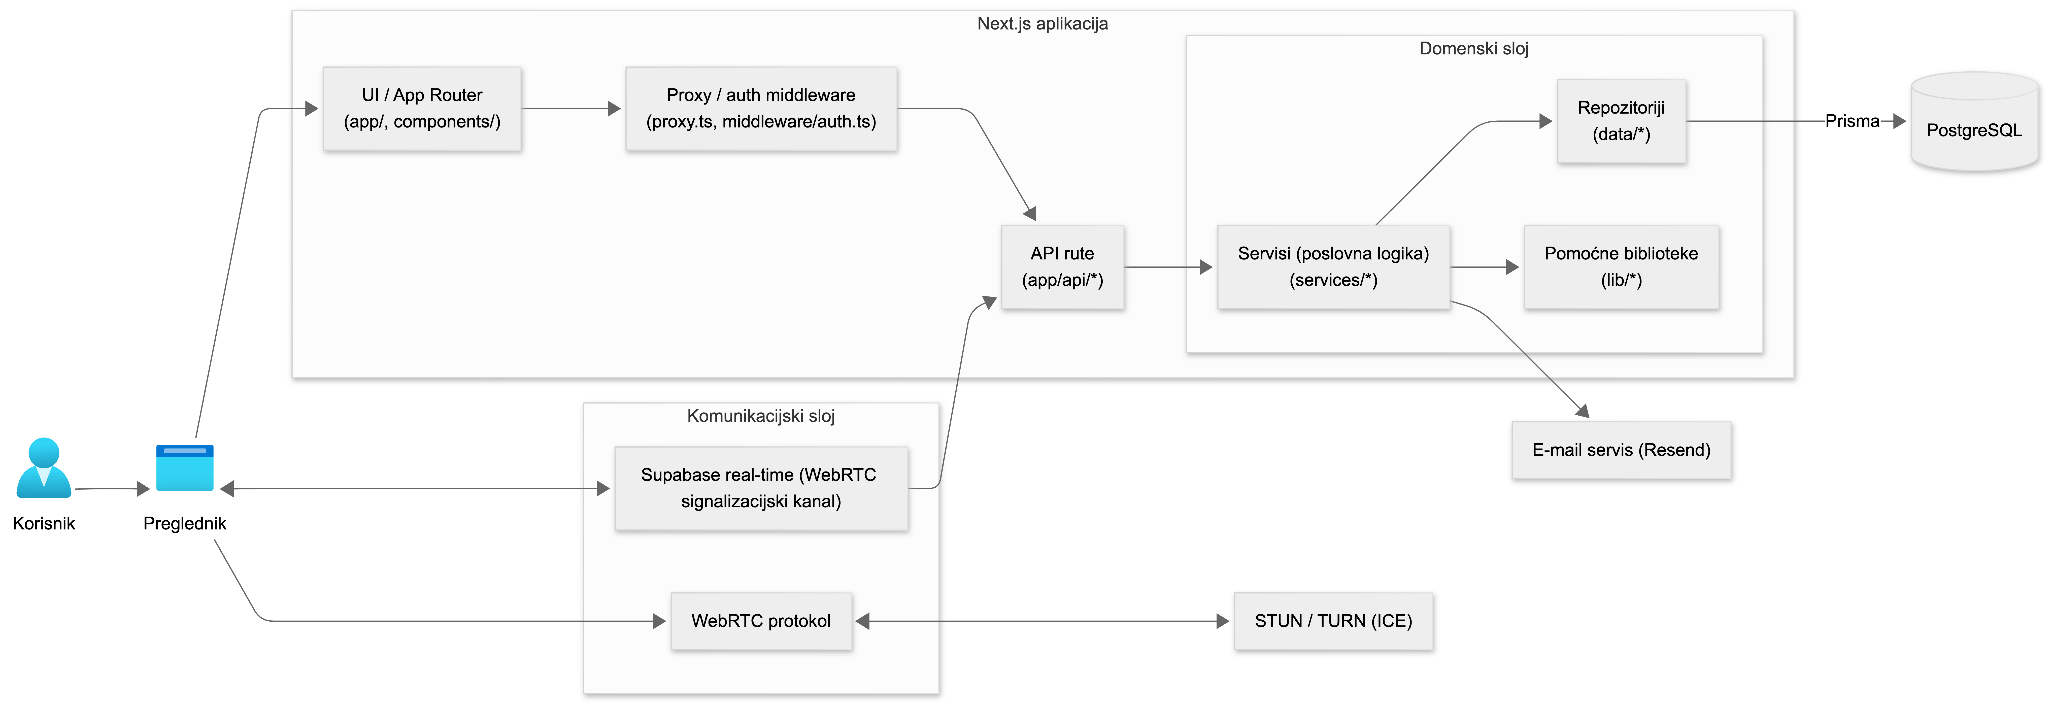 Next.js aplikacija
Domenski sloj
UI / App Router
(app/, components/)
Proxy / auth middleware
(proxy.ts, middleware/auth.ts)
Repozitoriji
(data/*)
Prisma
PostgreSQL
API rute
(app/api/*)
Servisi (poslovna logika)
(services/*)
Pomoćne biblioteke
(lib/*)
Komunikacijski sloj
Supabase real-time (WebRTC
signalizacijski kanal)
E-mail servis (Resend)
Korisnik
Preglednik
WebRTC protokol
STUN / TURN (ICE)